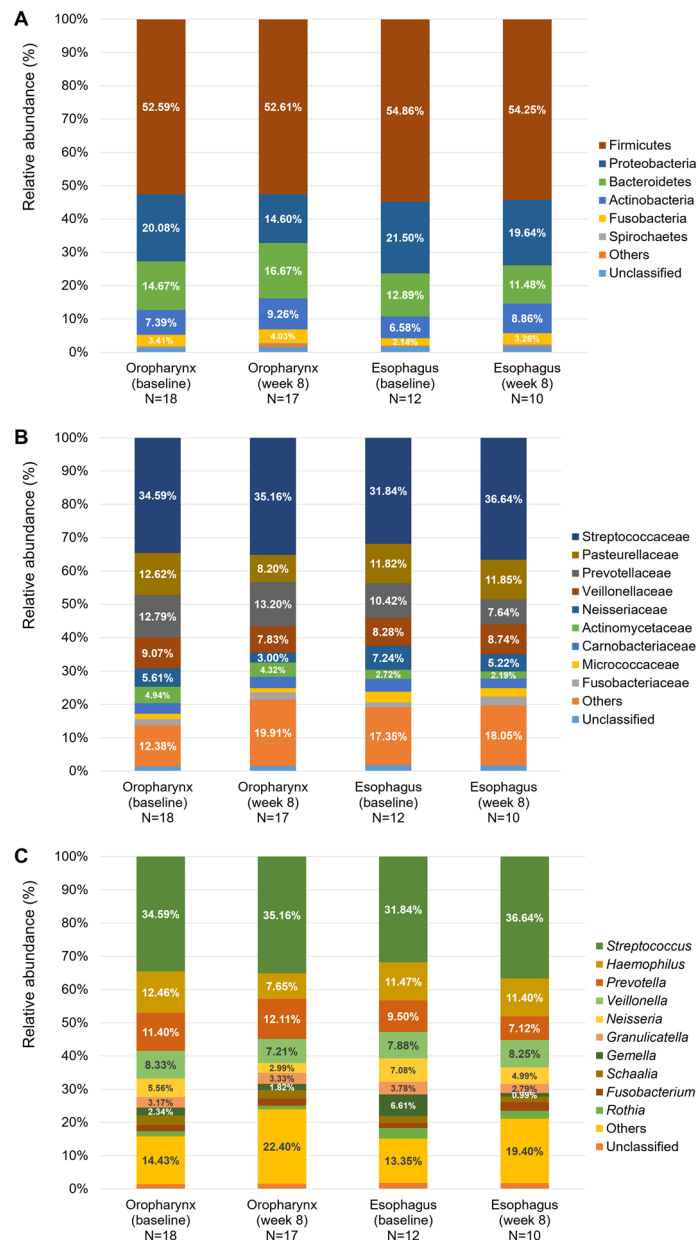 A
Relative abundance (%)
100%
90%
80%
70%
60%
50%
40%
30%
20%
10%
0%
52.59% 52.61% 54.86% 54.25%
20.08% 14.60% 21.50% 19.64%
14.67% 16.67% 12.89% 11.48%
7.39% 9.26% 6.58% 8.86%
3.41% 4.03% 2.14% 3.26%
Oropharynx (baseline) N=18
Oropharynx (week 8) N=17
Esophagus (baseline) N=12
Esophagus (week 8) N=10
Firmicutes
Proteobacteria
Bacteroidetes
Actinobacteria
Fusobacteria
Spirochaetes
Others
Unclassified
B
Relative abundance (%)
100%
90%
80%
70%
60%
50%
40%
30%
20%
10%
0%
34.59% 35.16% 31.84% 36.64%
12.62% 8.20% 11.82% 11.85%
12.79% 13.20% 10.42% 7.64%
9.07% 7.83% 8.28% 8.74%
5.61% 3.00% 7.24% 5.22%
4.94% 4.32% 2.72% 2.19%
12.38% 19.91% 17.35% 18.05%
Oropharynx (baseline) N=18
Oropharynx (week 8) N=17
Esophagus (baseline) N=12
Esophagus (week 8) N=10
Streptococcaceae
Pasteurellaceae
Prevotellaceae
Veillonellaceae
Neisseriaceae
Actinomycetaceae
Carnobacteriaceae
Micrococcaceae
Fusobacteriaceae
Others
Unclassified
C
Relative abundance (%)
100%
90%
80%
70%
60%
50%
40%
30%
20%
10%
0%
34.59% 35.16% 31.84% 36.64%
12.46% 7.65% 11.47% 11.40%
11.40% 12.11% 9.50% 7.12%
8.33% 7.21% 7.88% 8.25%
5.56% 2.99% 7.08% 4.99%
3.17% 3.33% 3.78% 2.79%
2.34% 1.82% 6.61% 0.99%
14.43% 22.40% 13.35% 19.40%
Oropharynx (baseline) N=18
Oropharynx (week 8) N=17
Esophagus (baseline) N=12
Esophagus (week 8) N=10
Streptococcus
Haemophilus
Prevotella
Veillonella
Neisseria
Granulicatella
Gemella
Schaalia
Fusobacterium
Rothia
Others
Unclassified